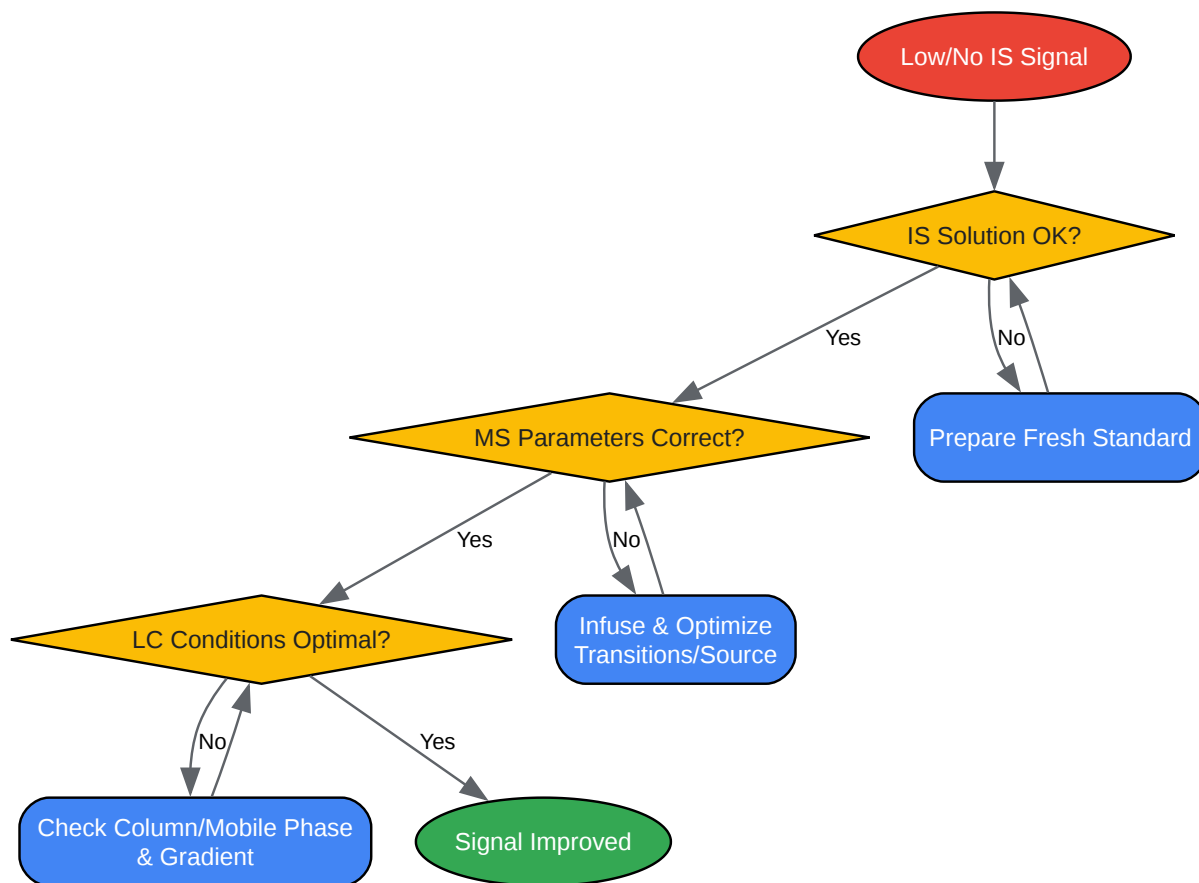 Low/No IS Signal
IS Solution OK?
Yes
No
MS Parameters Correct?
Prepare Fresh Standard
Yes
No
LC Conditions Optimal?
Infuse & Optimize
Transitions/Source
No
Yes
Check Column/Mobile Phase
& Gradient
Signal Improved